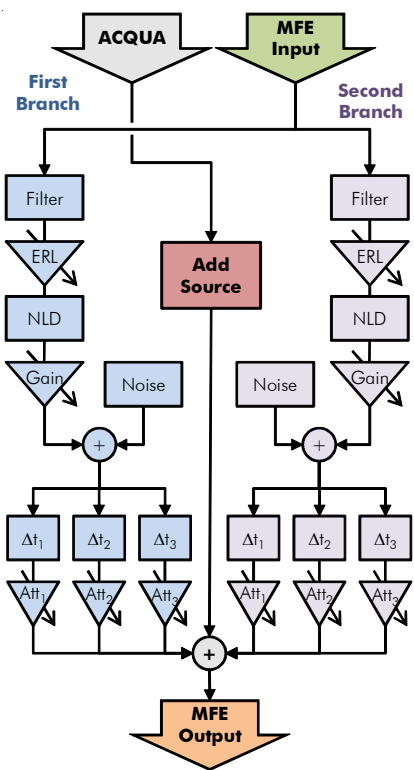 ACQUA
MFE
Input
First
Branch
Second
Branch
Filter
Filter
ERL
ERL
Add
Source
NLD
NLD
Gain
Noise
Noise
Gain
+
+
Δt1
Δt2
Δt3
Δt1
Δt2
Δt3
Att1
Att2
Att3
Att1
Att2
Att3
+
MFE
Output